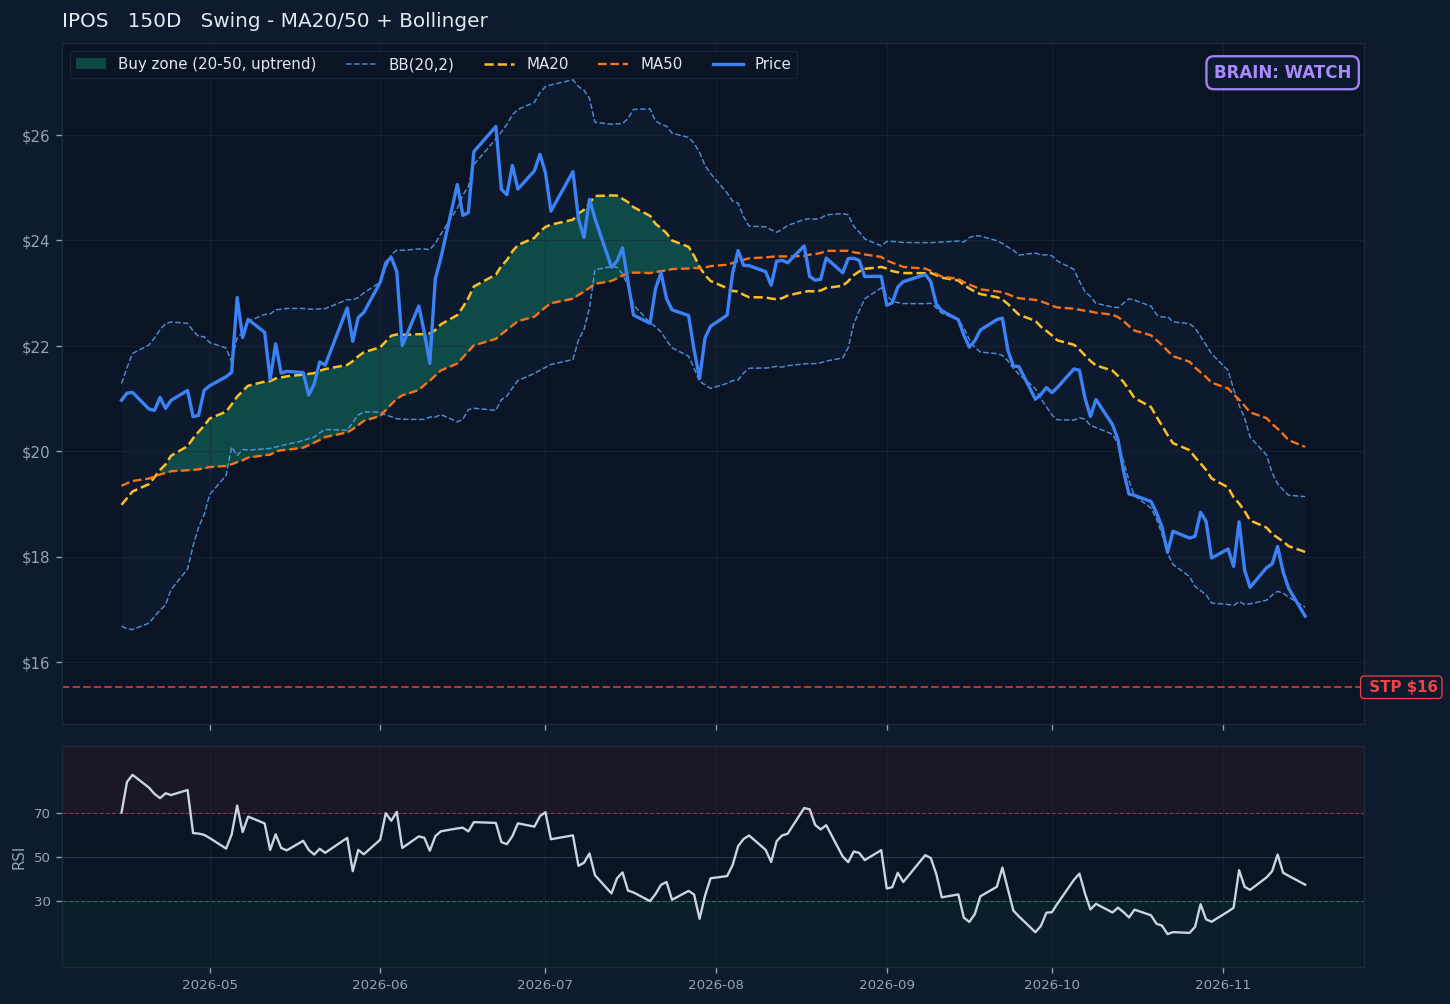 IPOS   150D   Swing - MA20/50 + Bollinger
Buy zone (20-50, uptrend)   BB(20,2)   MA20   MA50   Price
BRAIN: WATCH
$26
$24
$22
$20
$18
$16
STP $16
RSI
70
50
30
2026-05   2026-06   2026-07   2026-08   2026-09   2026-10   2026-11